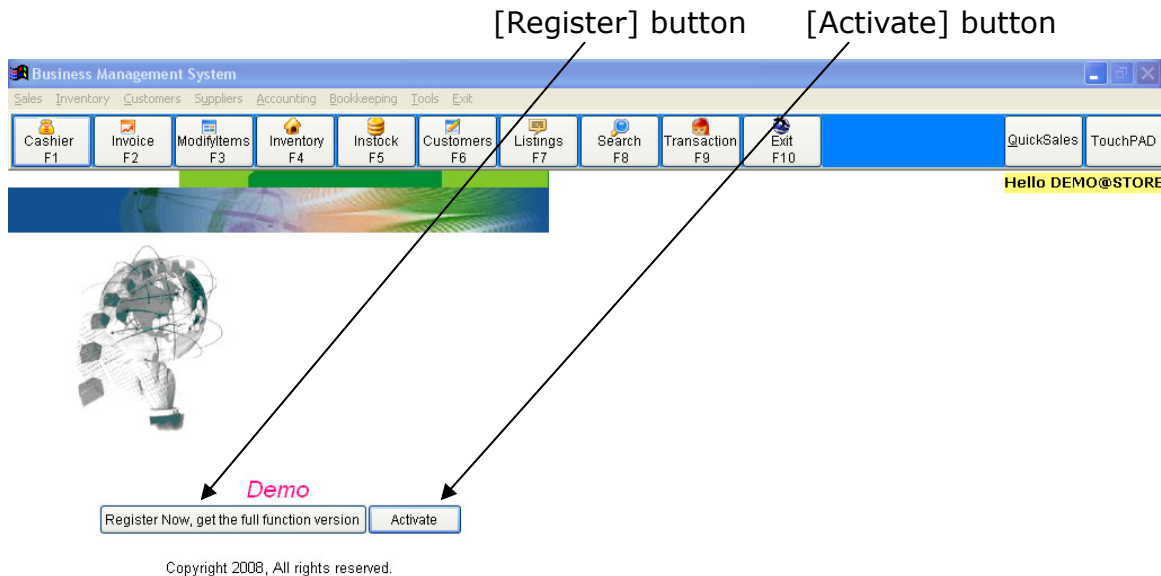 [Register] button [Activate] button
Business Management System
Sales Inventory Customers Suppliers Accounting Bookkeeping Tools Exit
Cashier Invoice ModifyItems Inventory Instock Customers Listings Search Transaction Exit QuickSales TouchPAD
F1 F2 F3 F4 F5 F6 F7 F8 F9 F10
Hello DEMO@STORE
Demo
Register Now, get the full function version Activate
Copyright 2008, All rights reserved.